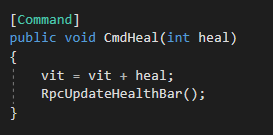 [Command]
public void CmdHeal(int heal)
{
    vit = vit + heal;
    RpcUpdateHealthBar();
}